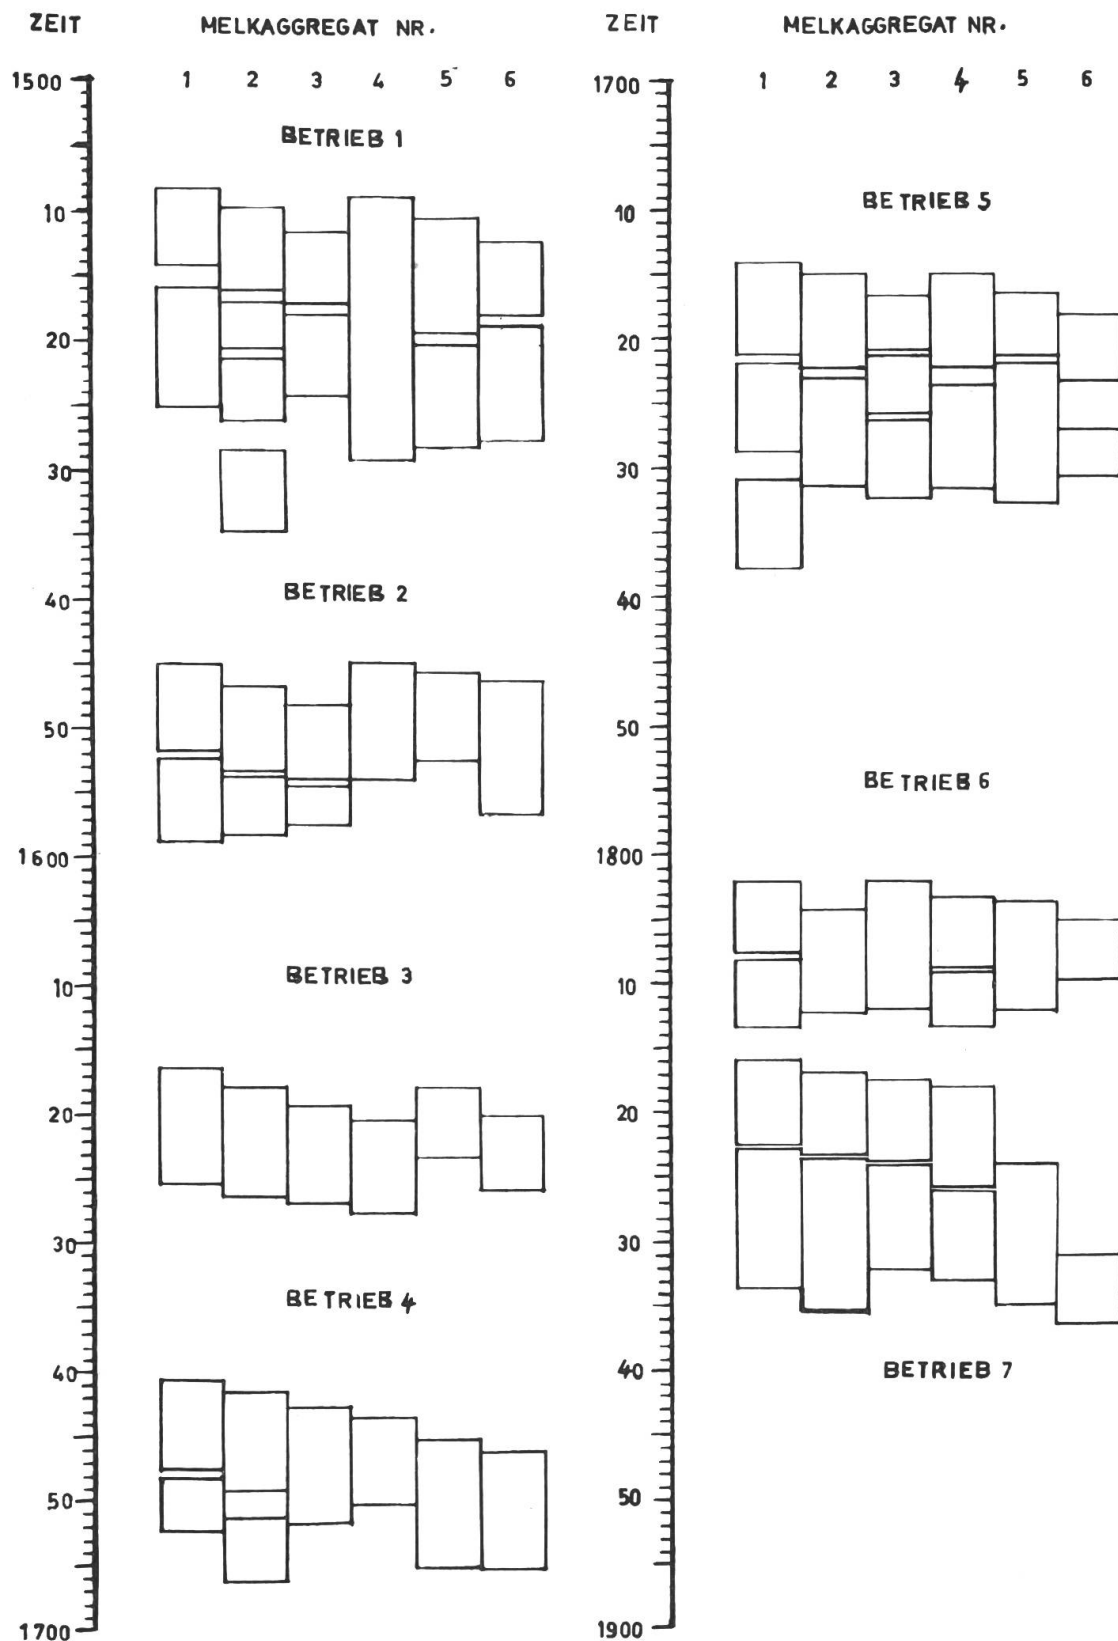 ZEIT MELKAGGREGAT NR.
1 2 3 4 5 6
1500
BETRIEB 1
10
20
30
BETRIEB 2
40
50
1600
BETRIEB 3
10
20
30
BETRIEB 4
40
50
1700
ZEIT MELKAGGREGAT NR.
1 2 3 4 5 6
1700
BETRIEB 5
10
20
30
40
50
BETRIEB 6
1800
10
20
30
40
BETRIEB 7
50
1900